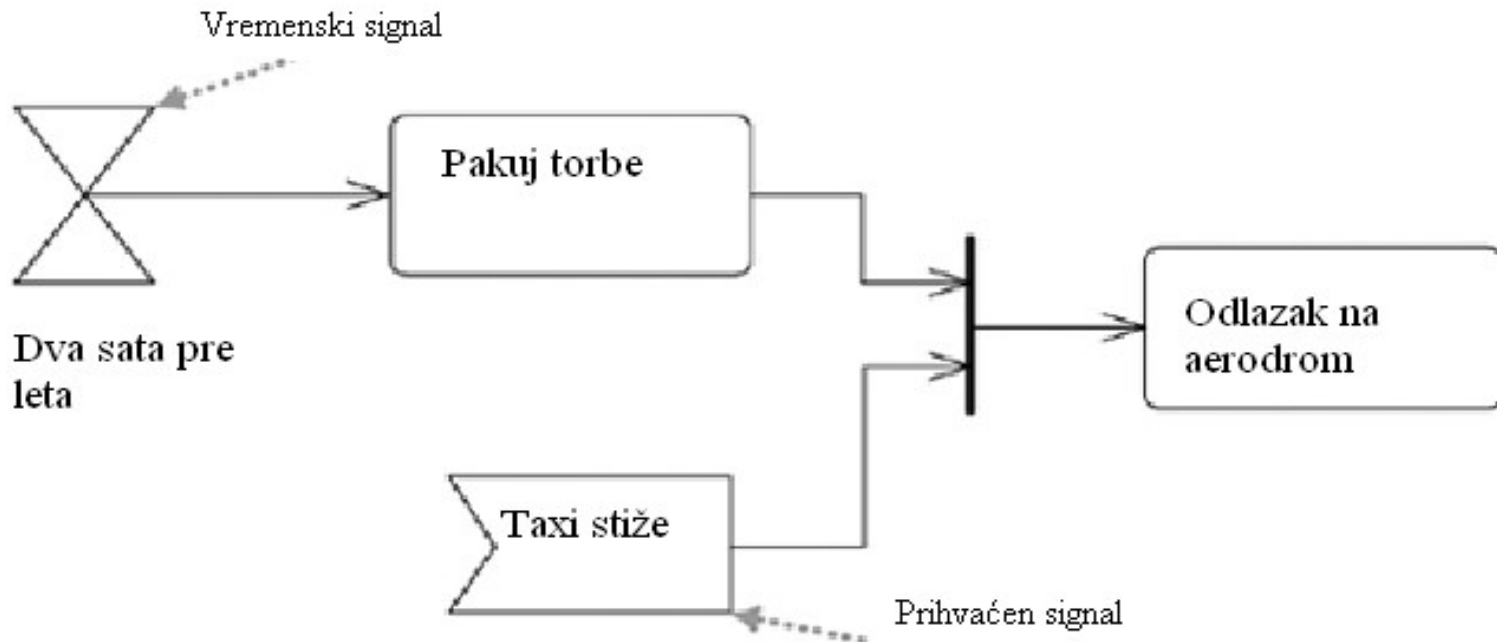 Vremenski signal
Pakuj torbe
Dva sata pre
leta
Odlazak na
aerodrom
Taxi stiže
Prihvaćen signal